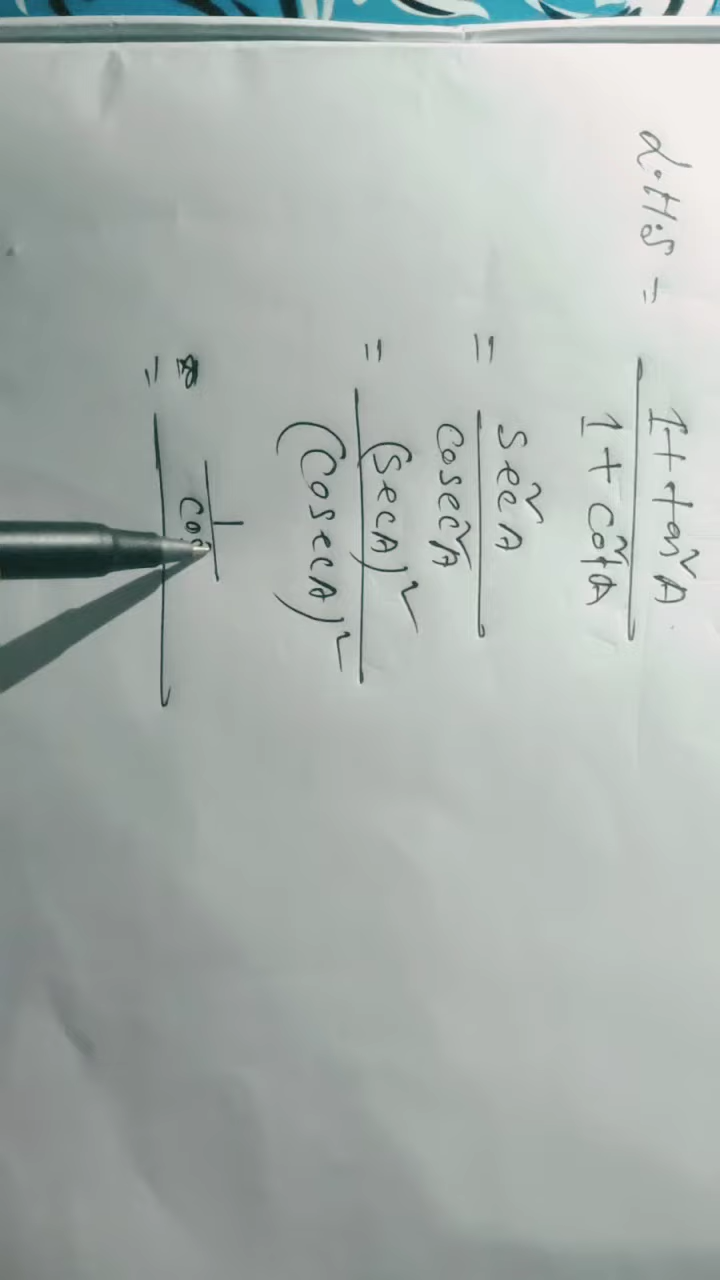 L.H.S = 1 + tan²A / 1 + cot²A
= sec²A / cosec²A
= (secA)² / (cosecA)²
= 1 / cos